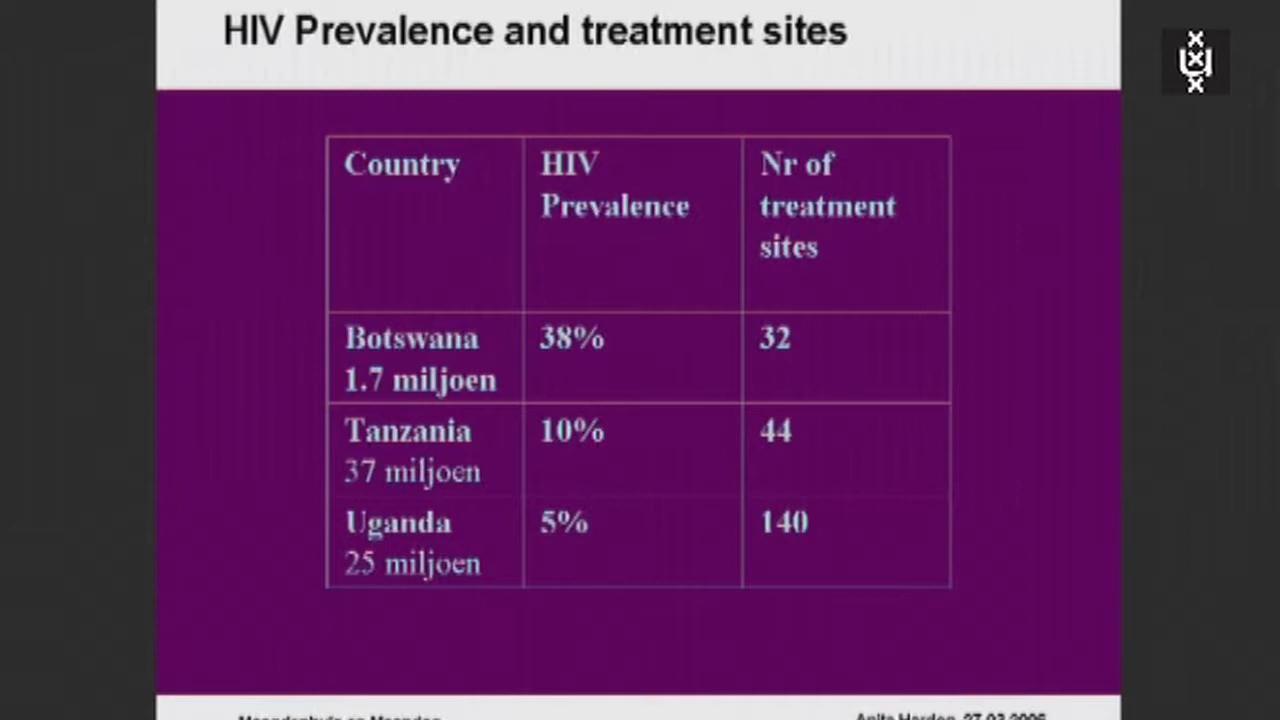 HIV Prevalence and treatment sites
Country
HIV
Prevalence
Nr of
treatment
sites
Botswana
1.7 miljoen
38%
32
Tanzania
37 miljoen
10%
44
Uganda
25 miljoen
5%
140